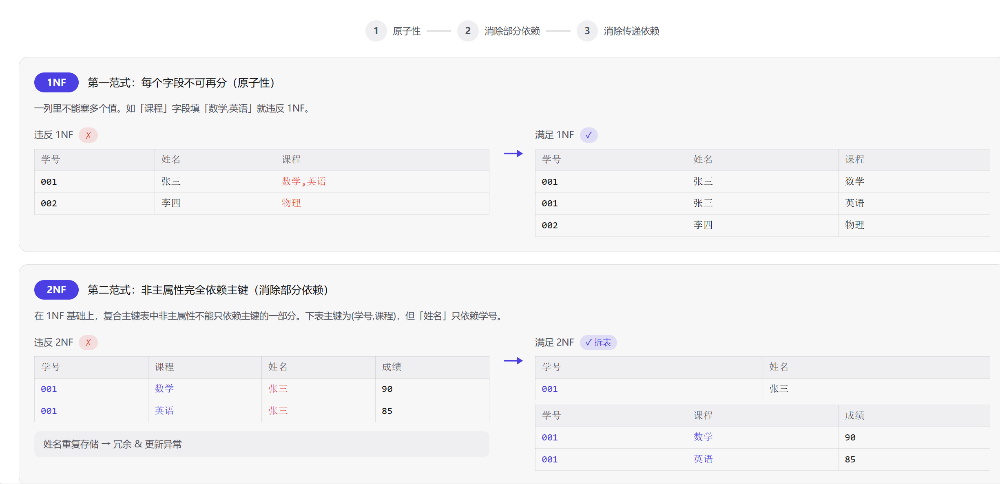 1 原子性 2 消除部分依赖 3 消除传递依赖
1NF 第一范式：每个字段不可再分（原子性）
一列里不能塞多个值。如「课程」字段填「数学,英语」就违反 1NF。
违反 1NF ✗
学号 姓名 课程
001 张三 数学,英语
002 李四 物理
满足 1NF ✓
学号 姓名 课程
001 张三 数学
001 张三 英语
002 李四 物理
2NF 第二范式：非主属性完全依赖主键（消除部分依赖）
在 1NF 基础上，复合主键表中非主属性不能只依赖主键的一部分。下表主键为(学号,课程)，但「姓名」只依赖学号。
违反 2NF ✗
学号 课程 姓名 成绩
001 数学 张三 90
001 英语 张三 85
姓名重复存储 → 冗余 & 更新异常
满足 2NF ✓ 拆表
学号 姓名
001 张三
学号 课程 成绩
001 数学 90
001 英语 85